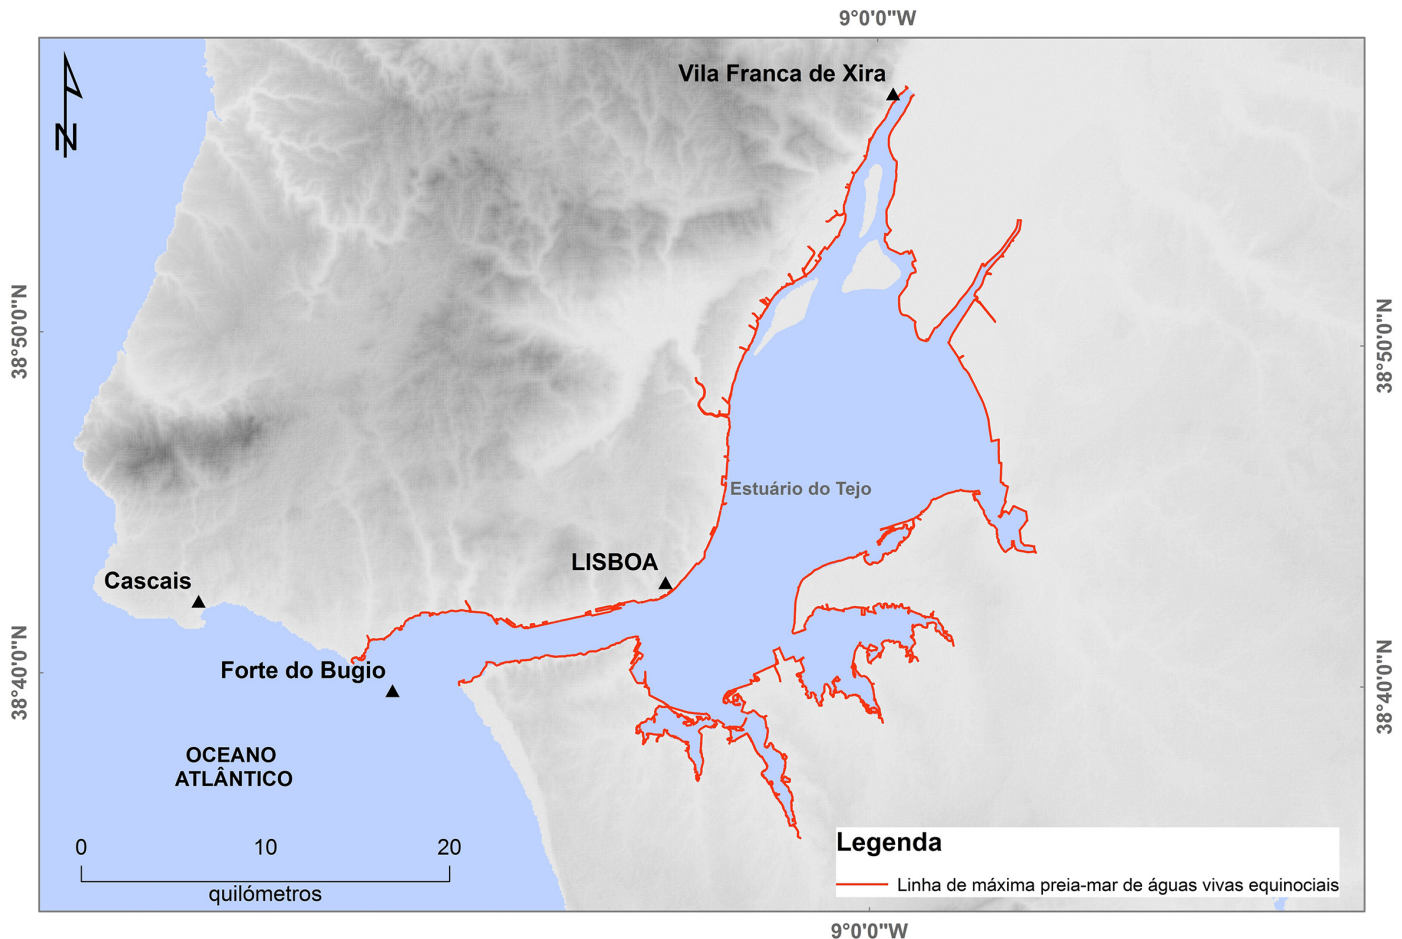 9°0'0"W
N
Vila Franca de Xira
38°50'0"N
38°50'0"N
Estuário do Tejo
LISBOA
Cascais
Forte do Bugio
38°40'0"N
38°40'0"N
OCEANO
ATLÂNTICO
0 10 20
quilómetros
Legenda
Linha de máxima preia-mar de águas vivas equinociais
9°0'0"W